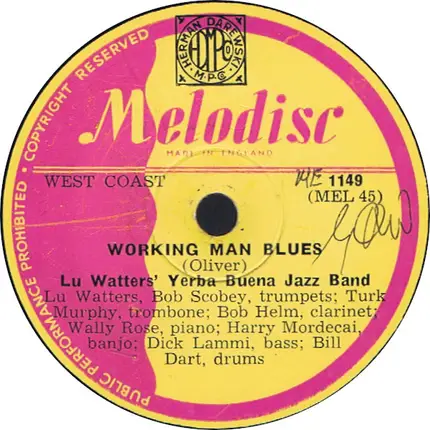 HERMAN DAREWSKI
M.P.Co
Melodisc
MADE IN ENGLAND
WEST COAST
ME 1149
(MEL 45)
WORKING MAN BLUES
(Oliver)
Lu Watters' Yerba Buena Jazz Band
Lu Watters, Bob Scobey, trumpets; Turk
Murphy, trombone; Bob Helm, clarinet;
Wally Rose, piano; Harry Mordecai,
banjo; Dick Lammi, bass; Bill
Dart, drums
PUBLIC PERFORMANCE PROHIBITED · COPYRIGHT RESERVED